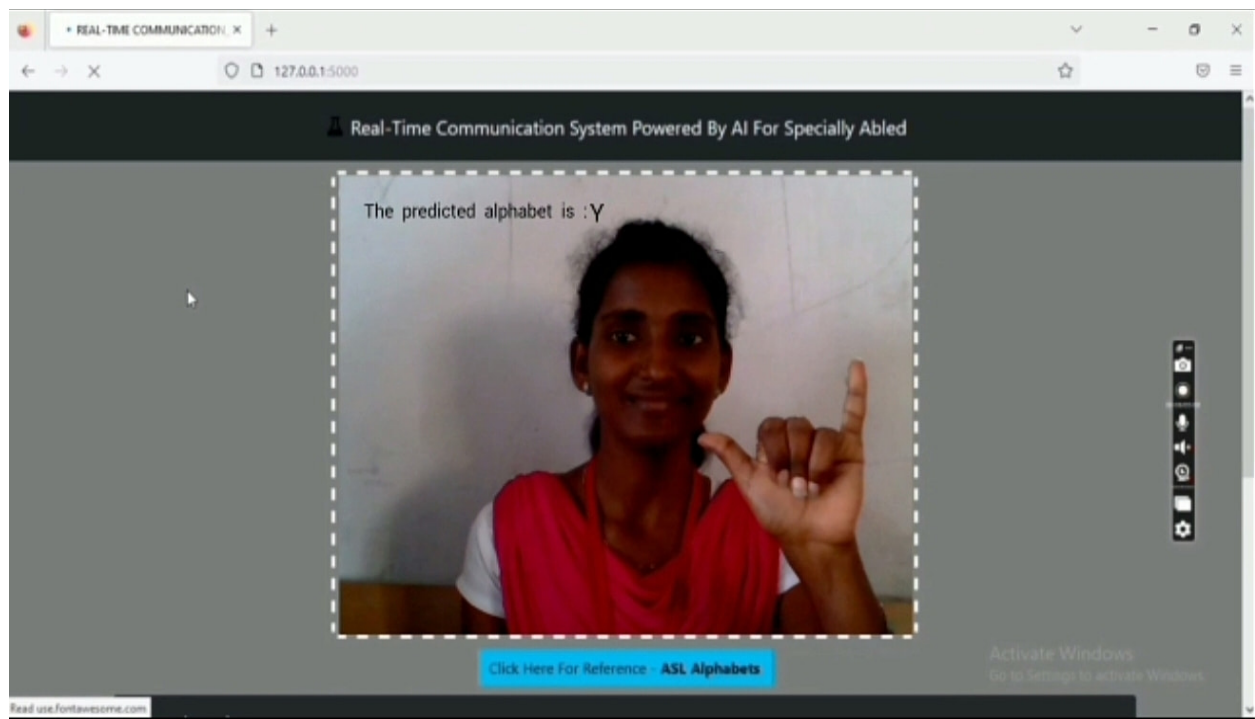 REAL-TIME COMMUNICATION
127.0.0.1:5000
Real-Time Communication System Powered By AI For Specially Abled
The predicted alphabet is :Y
Click Here For Reference - ASL Alphabets
Activate Windows
Go to Settings to activate Windows.
Read use.fontawesome.com